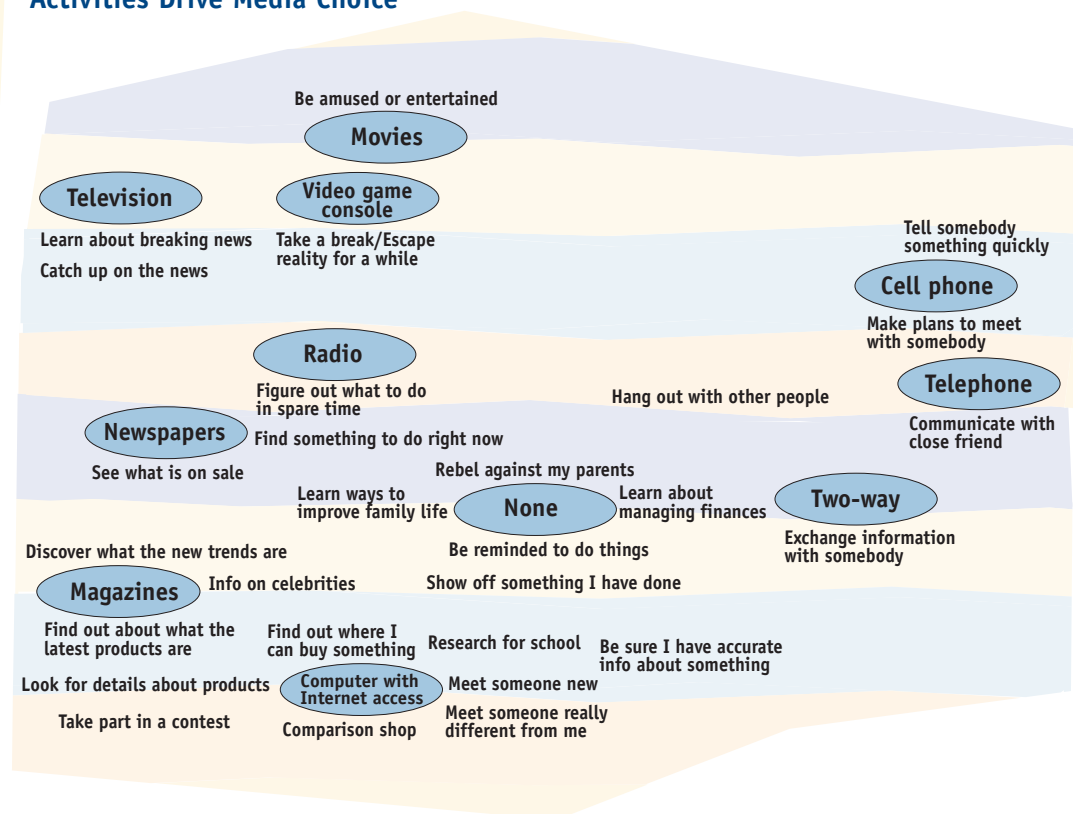 Activities Drive Media Choice
Be amused or entertained
Movies
Television
Video game
console
Learn about breaking news
Catch up on the news
Take a break/Escape
reality for a while
Tell somebody
something quickly
Cell phone
Make plans to meet
with somebody
Radio
Figure out what to do
in spare time
Hang out with other people
Telephone
Communicate with
close friend
Newspapers
Find something to do right now
See what is on sale
Rebel against my parents
Learn ways to
improve family life
None
Learn about
managing finances
Two-way
Exchange information
with somebody
Be reminded to do things
Show off something I have done
Discover what the new trends are
Magazines
Info on celebrities
Find out about what the
latest products are
Find out where I
can buy something
Research for school
Be sure I have accurate
info about something
Look for details about products
Computer with
Internet access
Meet someone new
Take part in a contest
Comparison shop
Meet someone really
different from me